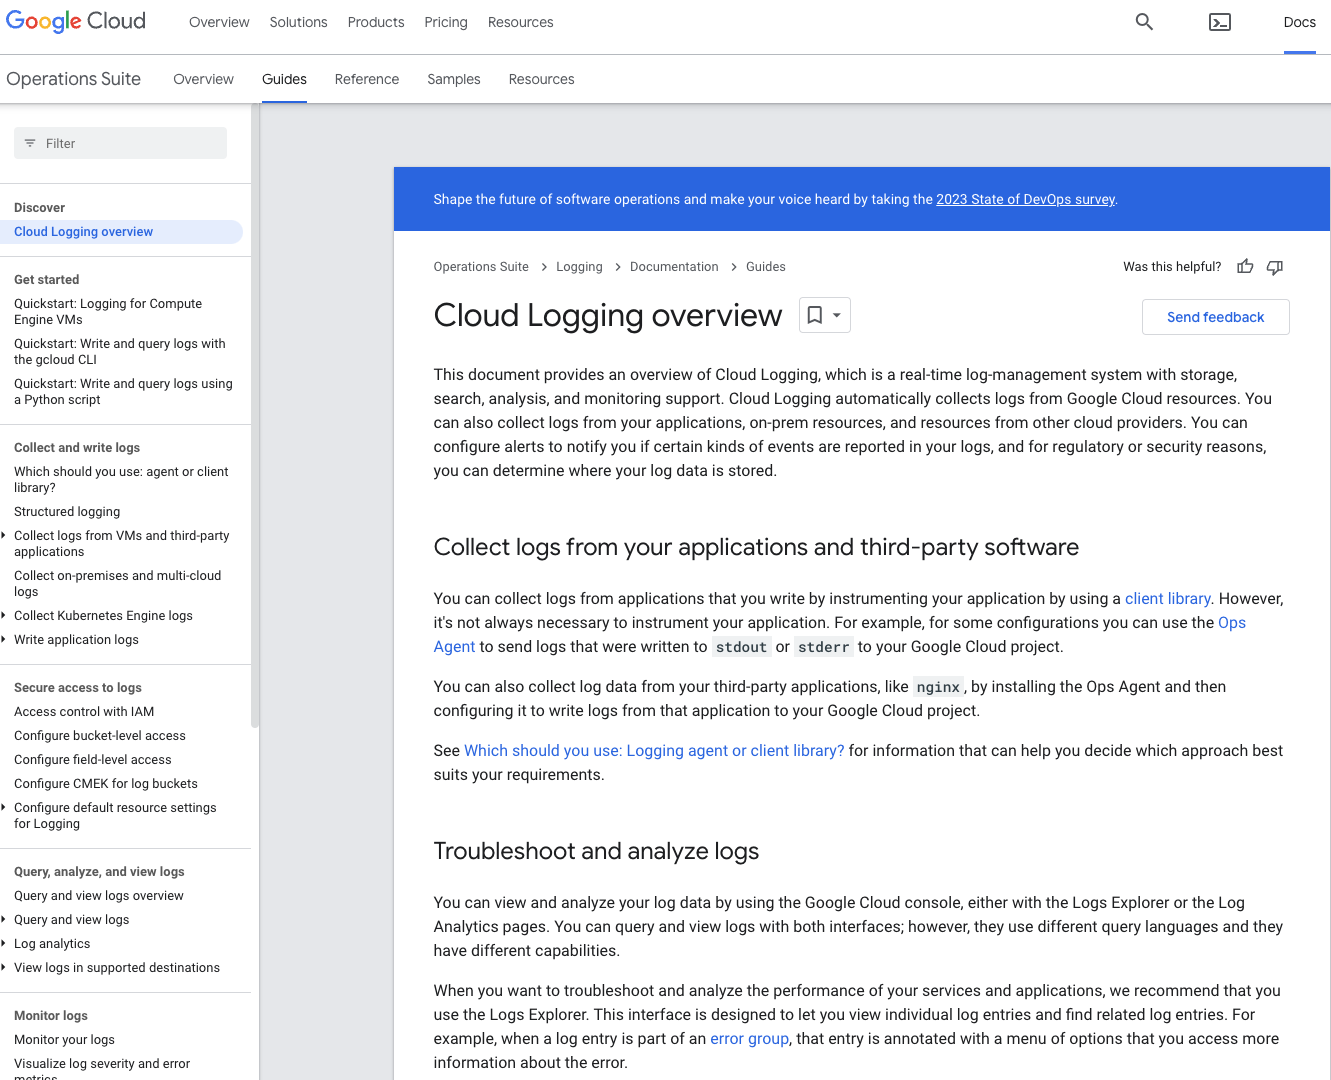 Google Cloud
Overview
Solutions
Products
Pricing
Resources
Docs
Operations Suite
Overview
Guides
Reference
Samples
Resources
Filter
Discover
Cloud Logging overview
Get started
Quickstart: Logging for Compute
Engine VMs
Quickstart: Write and query logs with
the gcloud CLI
Quickstart: Write and query logs using
a Python script
Collect and write logs
Which should you use: agent or client
library?
Structured logging
Collect logs from VMs and third-party
applications
Collect on-premises and multi-cloud
logs
Collect Kubernetes Engine logs
Write application logs
Secure access to logs
Access control with IAM
Configure bucket-level access
Configure field-level access
Configure CMEK for log buckets
Configure default resource settings
for Logging
Query, analyze, and view logs
Query and view logs overview
Query and view logs
Log analytics
View logs in supported destinations
Monitor logs
Monitor your logs
Visualize log severity and error
metrics
Shape the future of software operations and make your voice heard by taking the 2023 State of DevOps survey.
Operations Suite > Logging > Documentation > Guides
Was this helpful?
Cloud Logging overview
Send feedback
This document provides an overview of Cloud Logging, which is a real-time log-management system with storage,
search, analysis, and monitoring support. Cloud Logging automatically collects logs from Google Cloud resources. You
can also collect logs from your applications, on-prem resources, and resources from other cloud providers. You can
configure alerts to notify you if certain kinds of events are reported in your logs, and for regulatory or security reasons,
you can determine where your log data is stored.
Collect logs from your applications and third-party software
You can collect logs from applications that you write by instrumenting your application by using a client library. However,
it's not always necessary to instrument your application. For example, for some configurations you can use the Ops
Agent to send logs that were written to stdout or stderr to your Google Cloud project.
You can also collect log data from your third-party applications, like nginx, by installing the Ops Agent and then
configuring it to write logs from that application to your Google Cloud project.
See Which should you use: Logging agent or client library? for information that can help you decide which approach best
suits your requirements.
Troubleshoot and analyze logs
You can view and analyze your log data by using the Google Cloud console, either with the Logs Explorer or the Log
Analytics pages. You can query and view logs with both interfaces; however, they use different query languages and they
have different capabilities.
When you want to troubleshoot and analyze the performance of your services and applications, we recommend that you
use the Logs Explorer. This interface is designed to let you view individual log entries and find related log entries. For
example, when a log entry is part of an error group, that entry is annotated with a menu of options that you access more
information about the error.